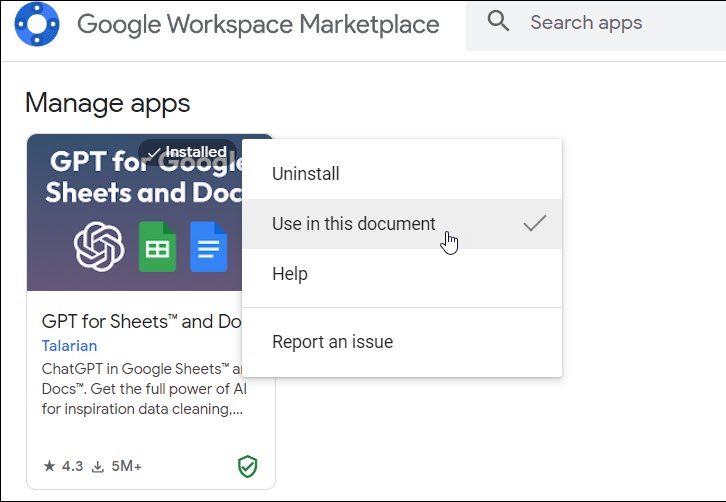 Google Workspace Marketplace
Search apps
Manage apps
Installed
GPT for Google
Sheets and Docs
Uninstall
Use in this document
Help
Report an issue
GPT for Sheets™ and Do
Talarian
ChatGPT in Google Sheets™ a
Docs™. Get the full power of AI
for inspiration data cleaning,...
4.3 5M+